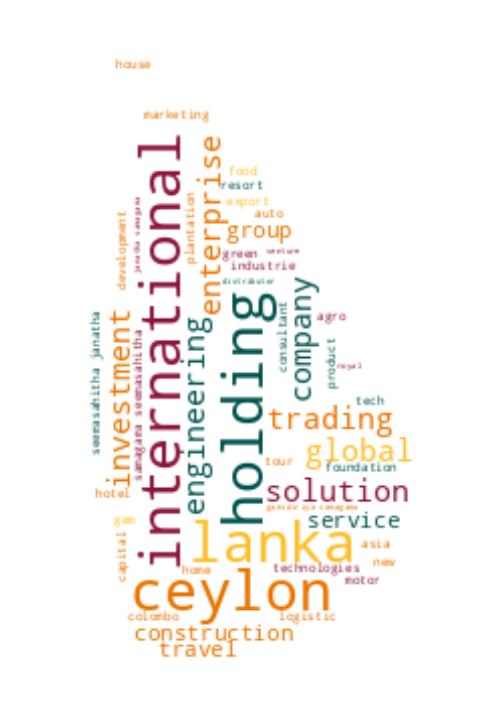 house
marketing
international
enterprise
food
resort
export
auto
group
plantation
janatha samagama
development
green
venture
industrie
distributor
holding
company
consultant
agro
product
royal
seemasahitha janatha
investment
samagama seemasahitha
engineering
tech
trading
global
tour
foundation
hotel
solution
gem
service
lanka
asia
capital
home
technologies
new
motor
ceylon
colombo
logistic
construction
travel